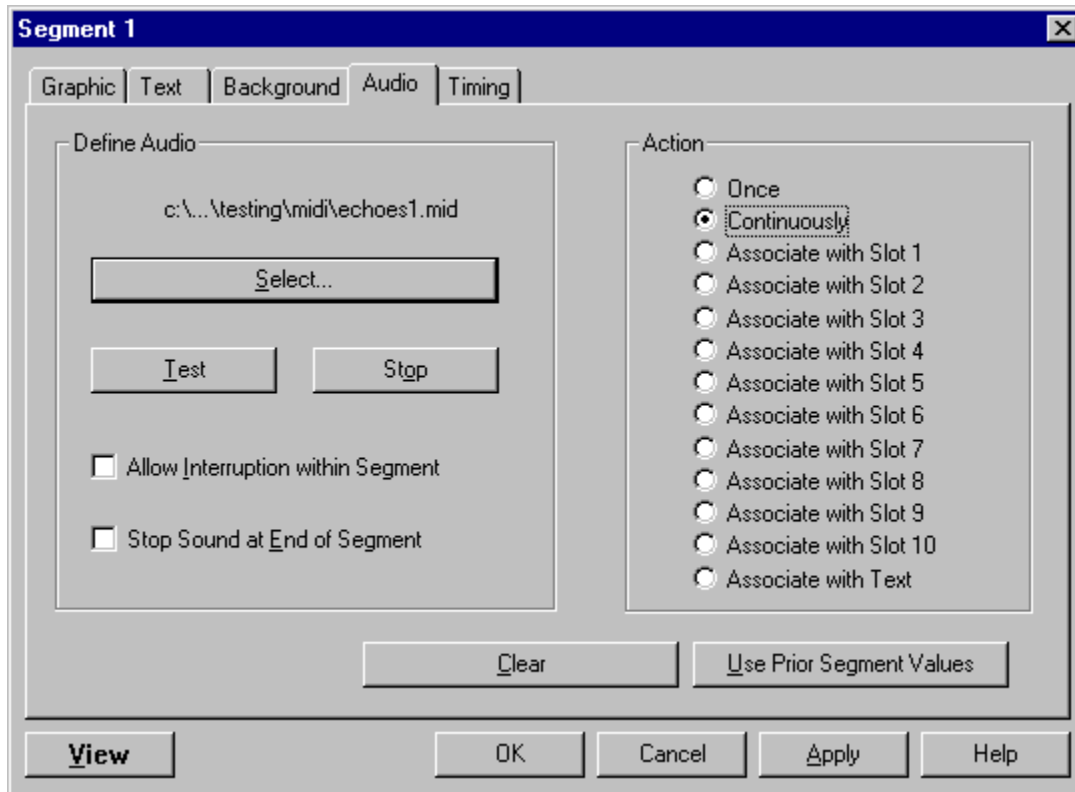 Segment 1
Graphic Text Background Audio Timing
Define Audio
c:\...\testing\midi\echoes1.mid
Select...
Test Stop
Allow Interruption within Segment
Stop Sound at End of Segment
Action
Once
Continuously
Associate with Slot 1
Associate with Slot 2
Associate with Slot 3
Associate with Slot 4
Associate with Slot 5
Associate with Slot 6
Associate with Slot 7
Associate with Slot 8
Associate with Slot 9
Associate with Slot 10
Associate with Text
Clear Use Prior Segment Values
View OK Cancel Apply Help